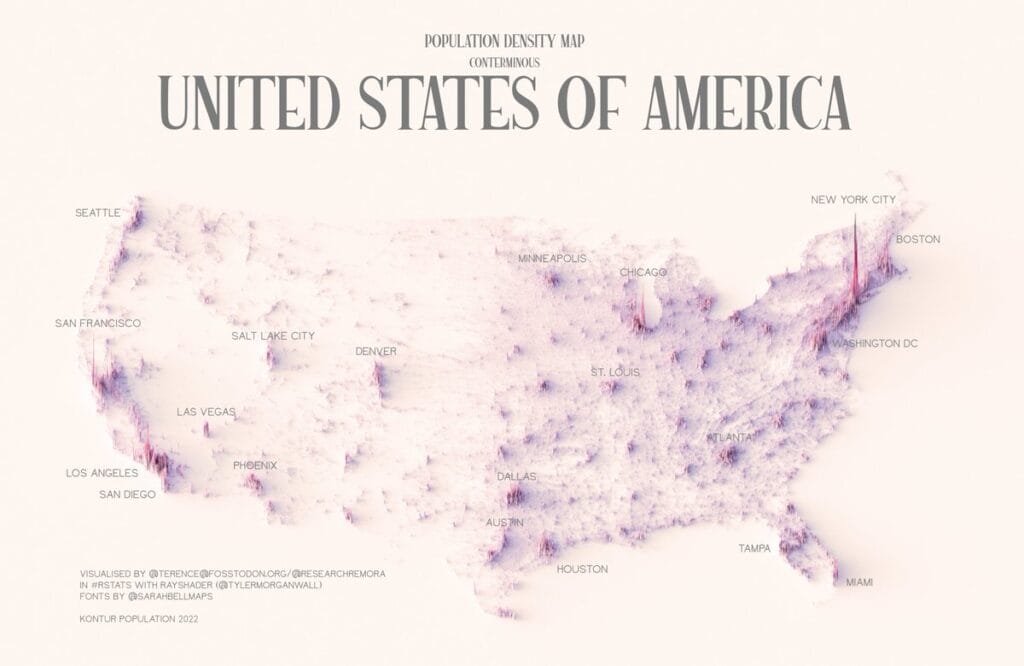 POPULATION DENSITY MAP
CONTERMINOUS
UNITED STATES OF AMERICA
NEW YORK CITY
SEATTLE
BOSTON
MINNEAPOLIS
CHICAGO
SAN FRANCISCO
SALT LAKE CITY
WASHINGTON DC
DENVER
ST. LOUIS
LAS VEGAS
ATLANTA
PHOENIX
LOS ANGELES
DALLAS
SAN DIEGO
AUSTIN
TAMPA
HOUSTON
MIAMI
VISUALISED BY @TERENCE@FOSSTODON.ORG/@RESEARCHREMORA
IN #RSTATS WITH RAYSHADER (@TYLERMORGANWALL)
FONTS BY @SARAHBELLMAPS
KONTUR POPULATION 2022